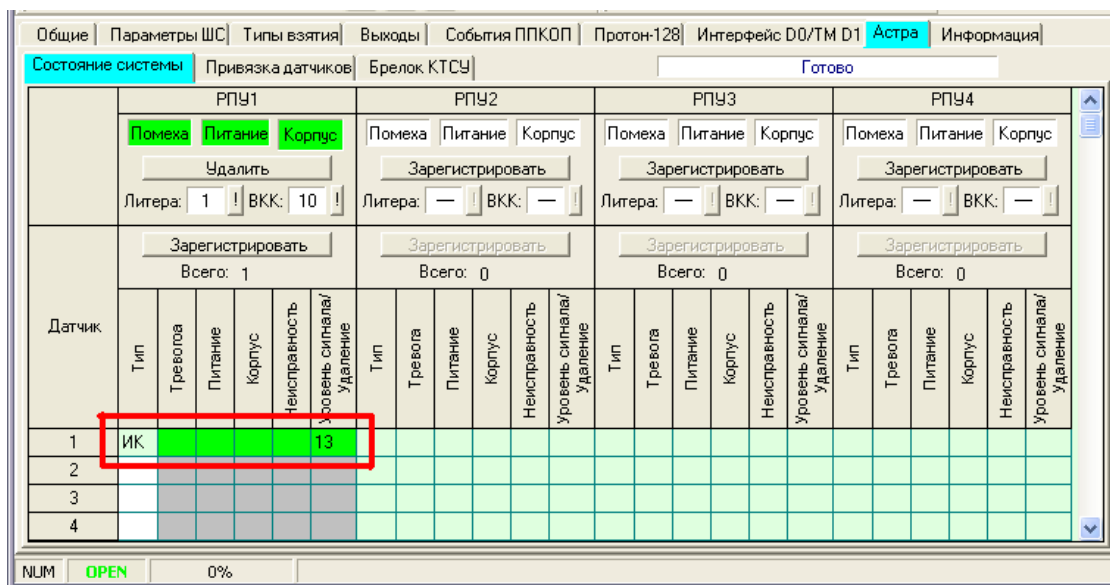 Общие Параметры ШС Типы взятия Выходы События ППКОП Протон-128 Интерфейс D0/TM D1 Астра Информация
Состояние системы Привязка датчиков Брелок КТСУ Готово
РПУ1 РПУ2 РПУ3 РПУ4
Помеха Питание Корпус Помеха Питание Корпус Помеха Питание Корпус Помеха Питание Корпус
Удалить Зарегистрировать Зарегистрировать Зарегистрировать
Литера: 1 ! ВКК: 10 ! Литера: — ! ВКК: — ! Литера: — ! ВКК: — ! Литера: — ! ВКК: — !
Зарегистрировать Зарегистрировать Зарегистрировать Зарегистрировать
Всего: 1 Всего: 0 Всего: 0 Всего: 0
Датчик Тип Тревогоа Питание Корпус Неисправность Уровень сигнала/ Удаление Тип Тревога Питание Корпус Неисправность Уровень сигнала/ Удаление Тип Тревога Питание Корпус Неисправность Уровень сигнала/ Удаление Тип Тревога Питание Корпус Неисправность Уровень сигнала/ Удаление
1 ИК 13
2
3
4
NUM OPEN 0%